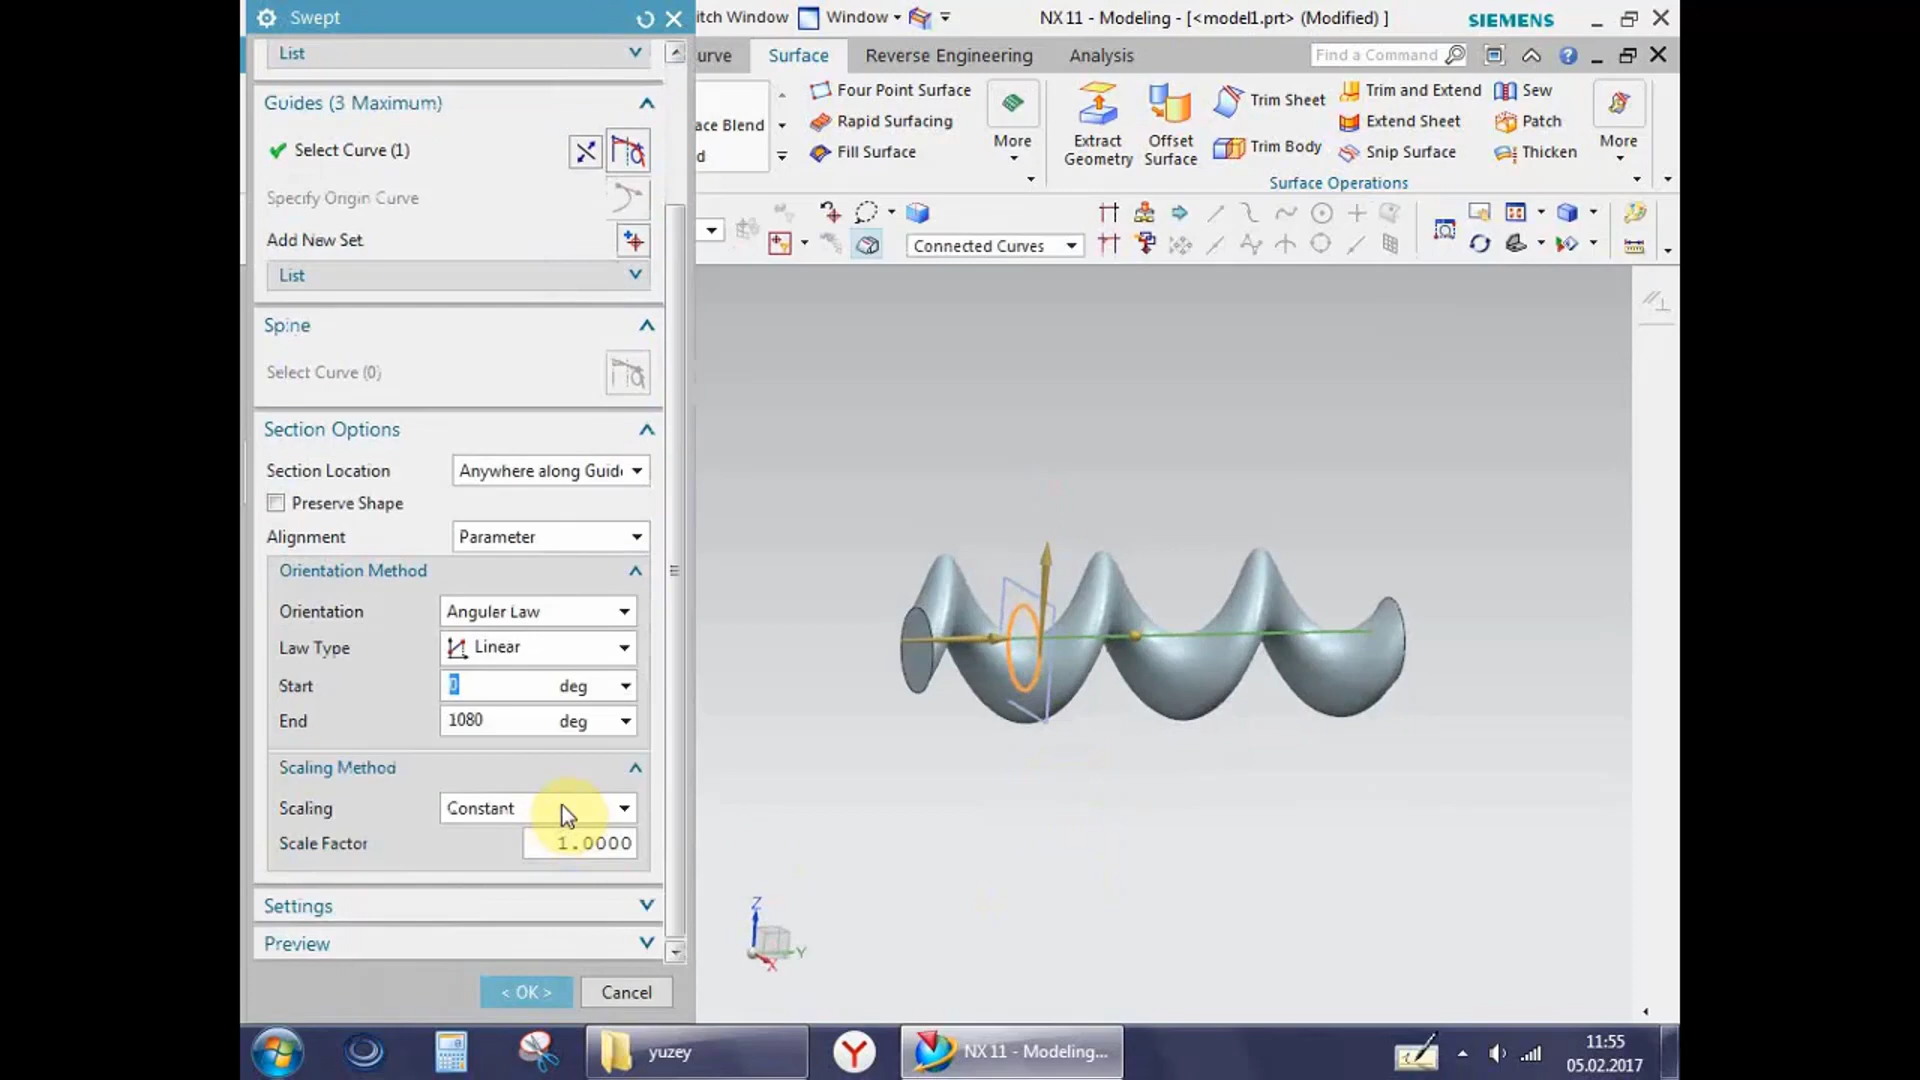 Swept
itch Window
Window
NX 11 - Modeling - [<model1.prt> (Modified) ]
SIEMENS
urve
Surface
Reverse Engineering
Analysis
Find a Command
List
Guides (3 Maximum)
Select Curve (1)
Specify Origin Curve
Add New Set
List
Spine
Select Curve (0)
Section Options
Section Location
Anywhere along Guid
Preserve Shape
Alignment
Parameter
Orientation Method
Orientation
Angular Law
Law Type
Linear
Start
0
deg
End
1080
deg
Scaling Method
Scaling
Constant
Scale Factor
1.0000
Settings
Preview
< OK >
Cancel
ace Blend
d
Four Point Surface
Rapid Surfacing
Fill Surface
More
Extract Geometry
Offset Surface
Trim Sheet
Trim Body
Trim and Extend
Extend Sheet
Snip Surface
Sew
Patch
Thicken
More
Surface Operations
Connected Curves
Z
Y
X
yuzey
NX 11 - Modeling...
11:55
05.02.2017